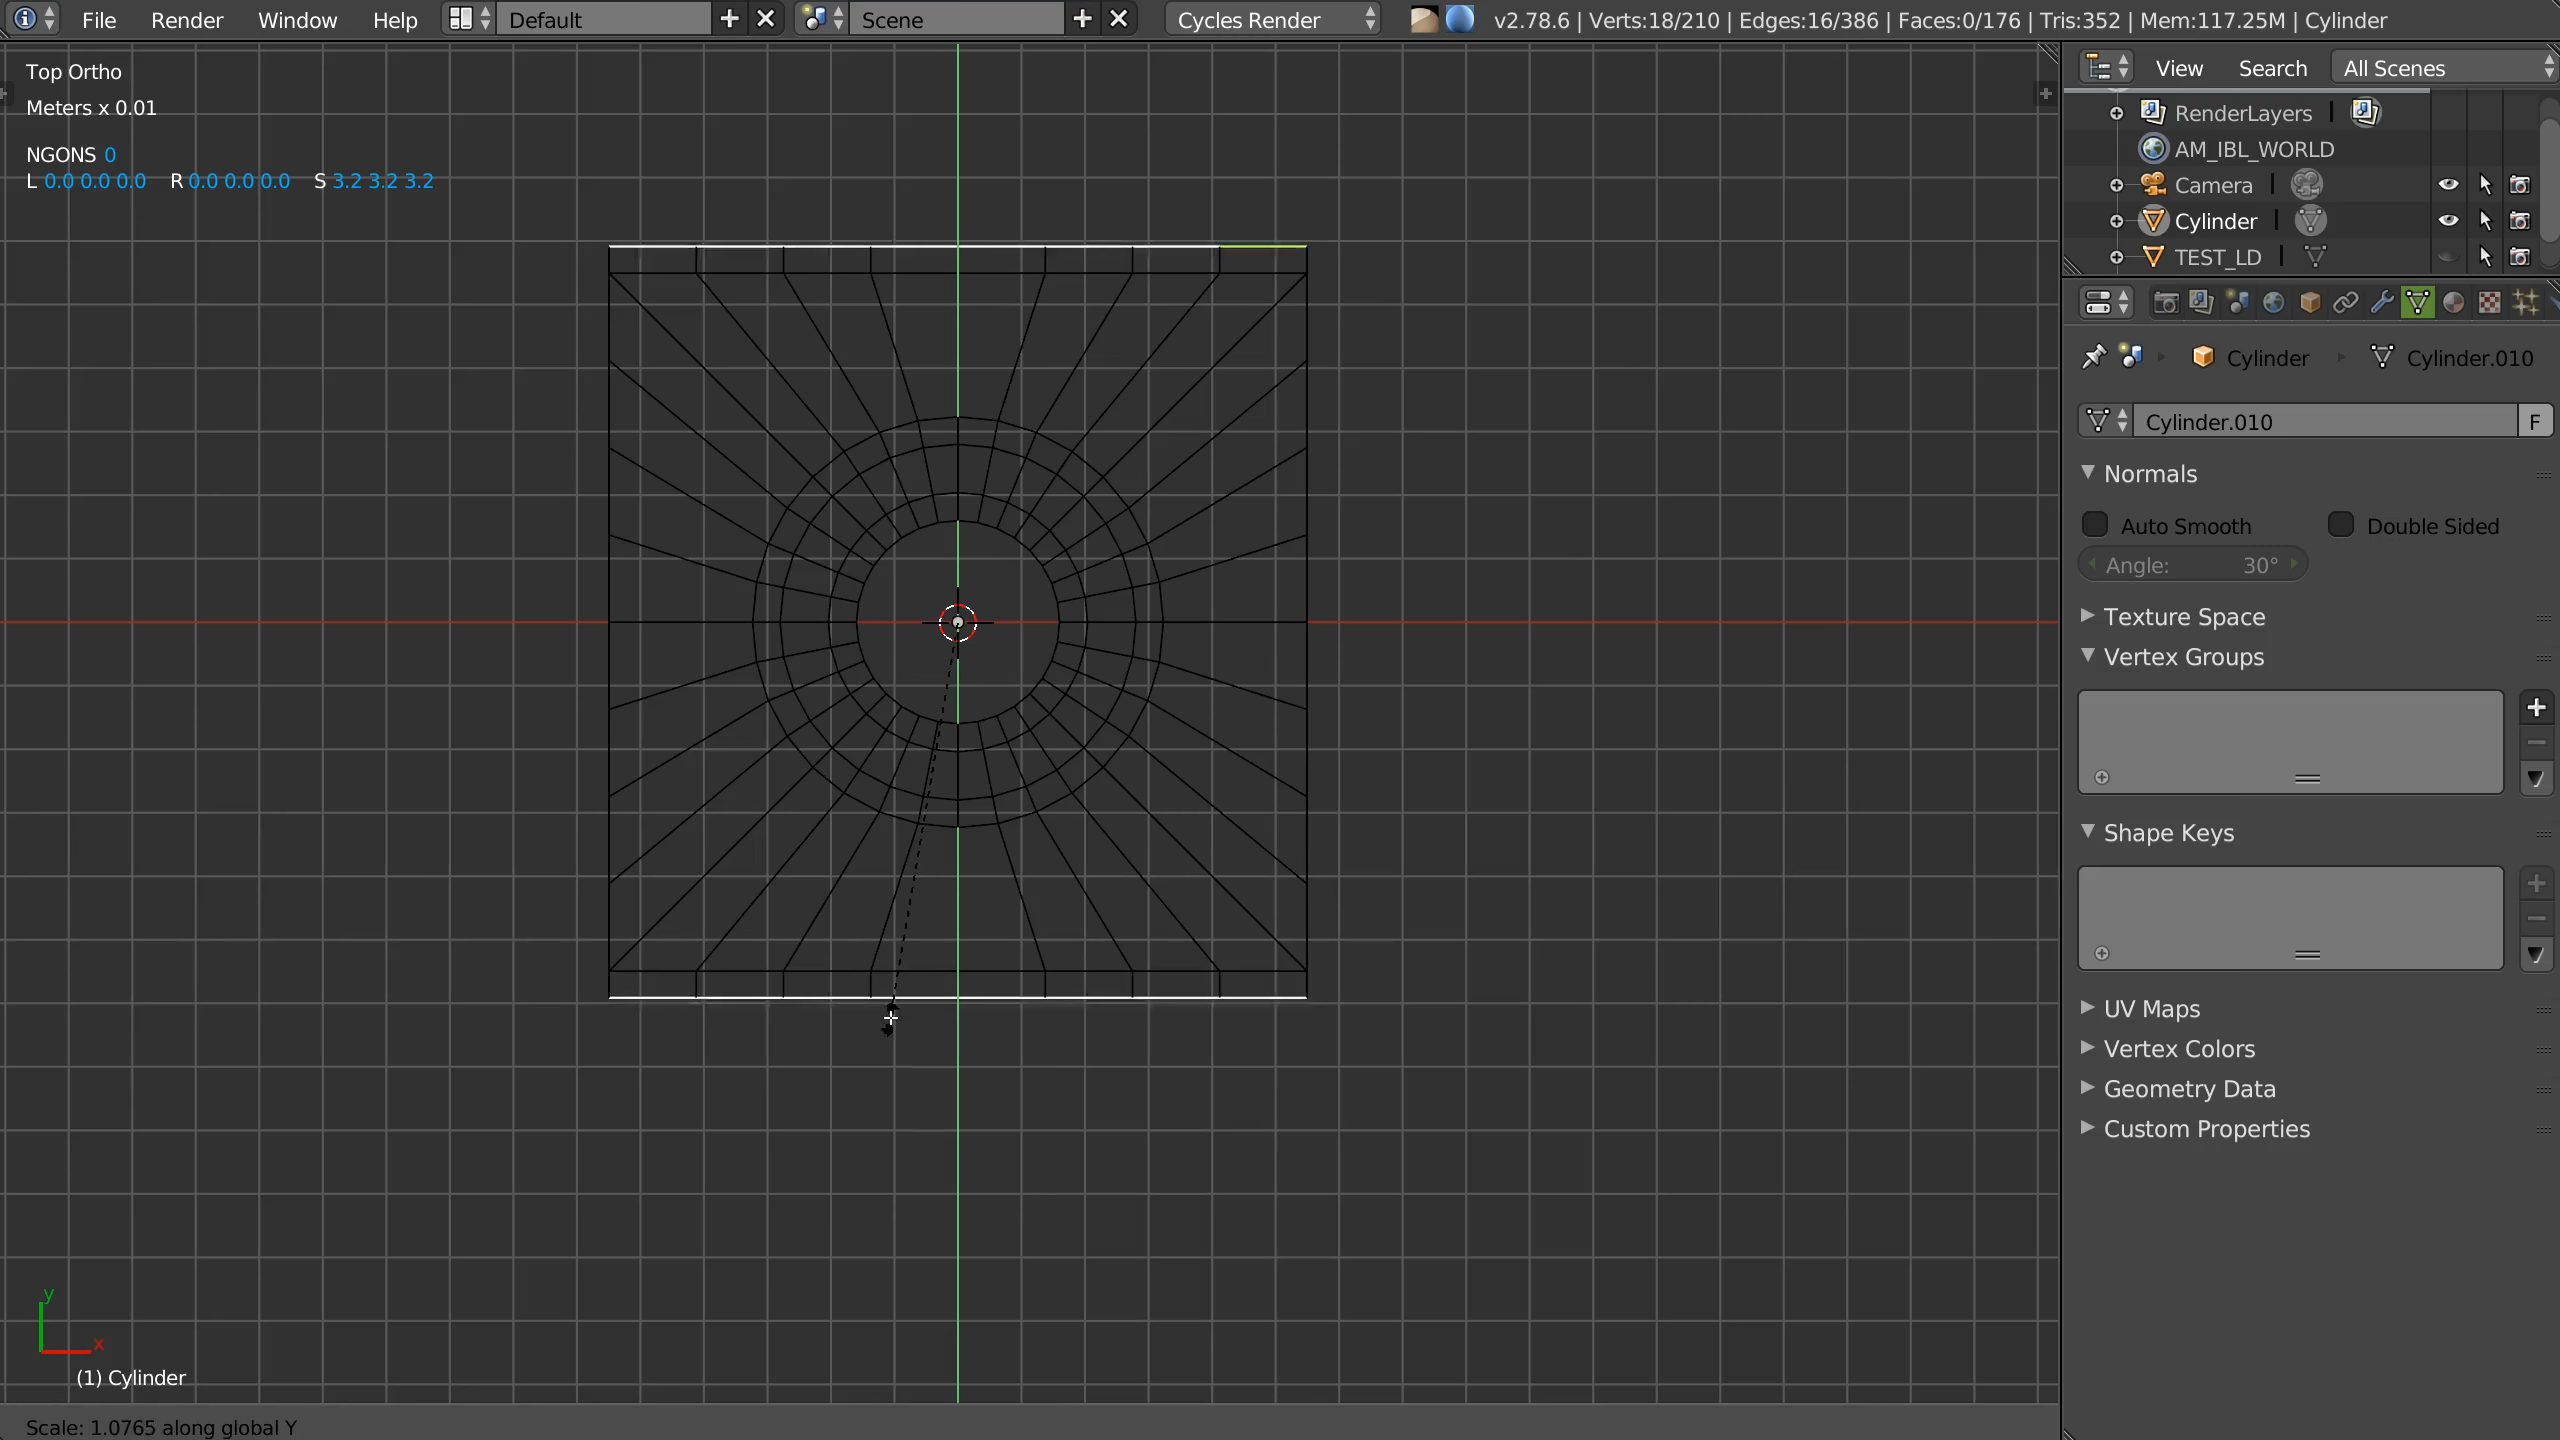 File Render Window Help Default Scene Cycles Render v2.78.6 | Verts:18/210 | Edges:16/386 | Faces:0/176 | Tris:352 | Mem:117.25M | Cylinder
Top Ortho
Meters x 0.01
NGONS 0
L 0.0 0.0 0.0 R 0.0 0.0 0.0 S 3.2 3.2 3.2
y
x
(1) Cylinder
Scale: 1.0765 along global Y
View Search All Scenes
RenderLayers
AM_IBL_WORLD
Camera
Cylinder
TEST_LD
Cylinder Cylinder.010
Cylinder.010 F
Normals
Auto Smooth Double Sided
Angle: 30°
Texture Space
Vertex Groups
Shape Keys
UV Maps
Vertex Colors
Geometry Data
Custom Properties